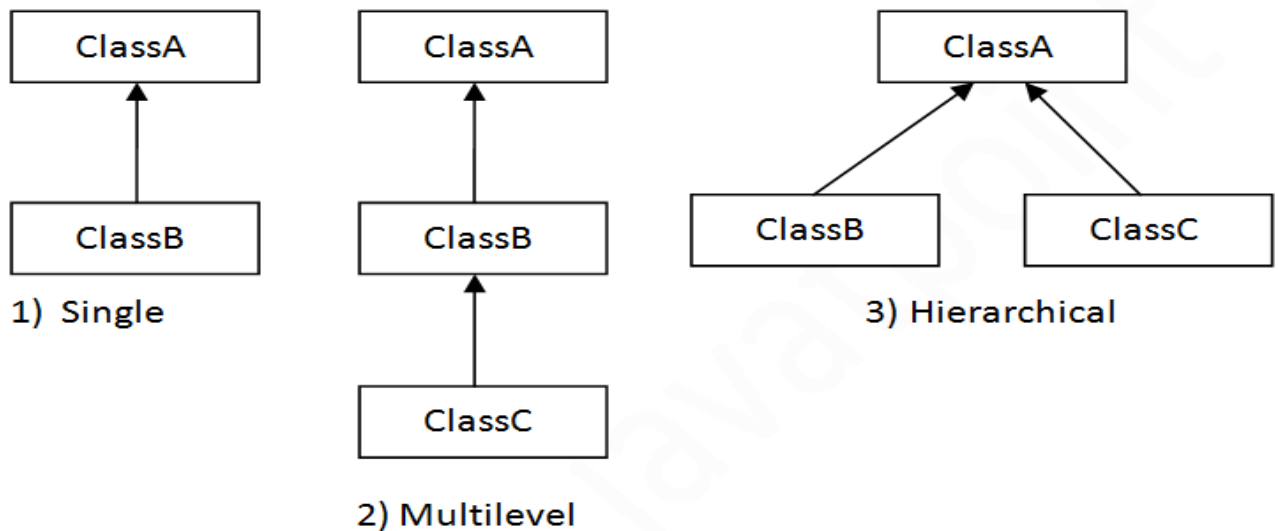 ClassA
ClassB
1) Single
ClassA
ClassB
ClassC
2) Multilevel
ClassA
ClassB
ClassC
3) Hierarchical